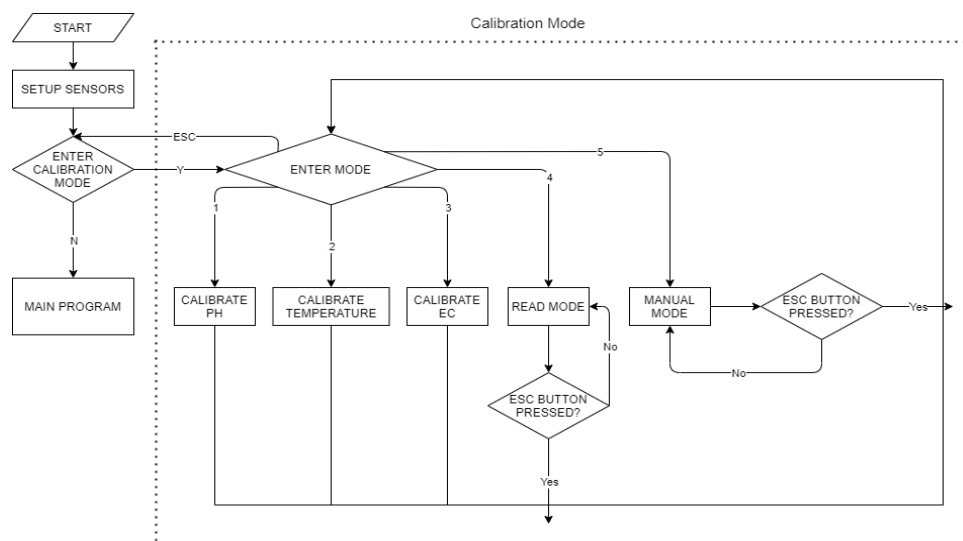 Calibration Mode
START
SETUP SENSORS
ESC
ENTER
CALIBRATION
MODE
Y
ENTER MODE
5
4
1
2
3
N
MAIN PROGRAM
CALIBRATE
PH
CALIBRATE
TEMPERATURE
CALIBRATE
EC
READ MODE
MANUAL
MODE
ESC BUTTON
PRESSED?
Yes
No
No
ESC BUTTON
PRESSED?
Yes